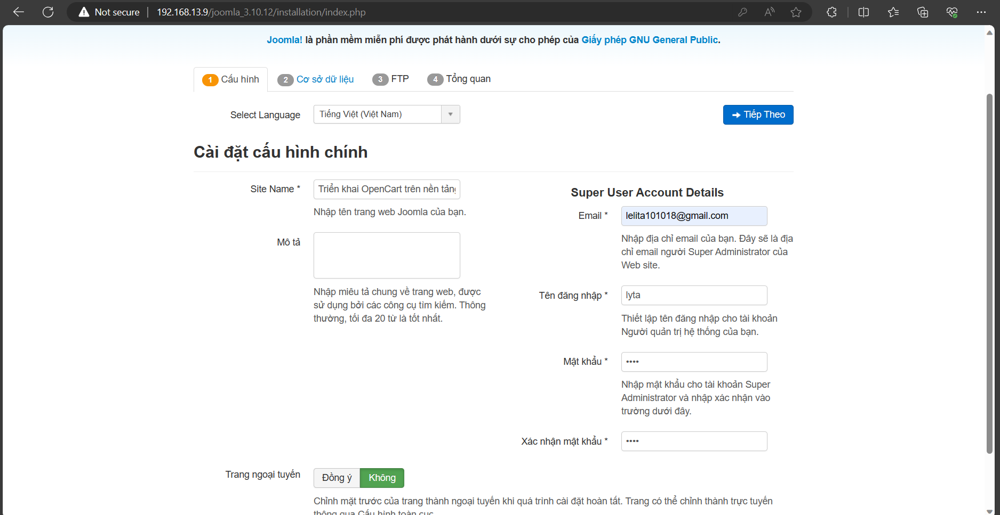 Not secure
192.168.13.9/joomla_3.10.12/installation/index.php
Joomla! là phần mềm miễn phí được phát hành dưới sự cho phép của Giấy phép GNU General Public.
1 Cấu hình 2 Cơ sở dữ liệu 3 FTP 4 Tổng quan
Select Language Tiếng Việt (Việt Nam) Tiếp Theo
Cài đặt cấu hình chính
Site Name * Triển khai OpenCart trên nền tảng
Nhập tên trang web Joomla của bạn.
Mô tả
Nhập miêu tả chung về trang web, được
sử dụng bởi các công cụ tìm kiếm. Thông
thường, tối đa 20 từ là tốt nhất.
Super User Account Details
Email * lelita101018@gmail.com
Nhập địa chỉ email của bạn. Đây sẽ là địa
chỉ email người Super Administrator của
Web site.
Tên đăng nhập * lyta
Thiết lập tên đăng nhập cho tài khoản
Người quản trị hệ thống của bạn.
Mật khẩu * ••••
Nhập mật khẩu cho tài khoản Super
Administrator và nhập xác nhận vào
trường dưới đây.
Xác nhận mật khẩu * ••••
Trang ngoại tuyến Đồng ý Không
Chỉnh mặt trước của trang thành ngoại tuyến khi quá trình cài đặt hoàn tất. Trang có thể chỉnh thành trực tuyến
thông qua Cấu hình toàn cục